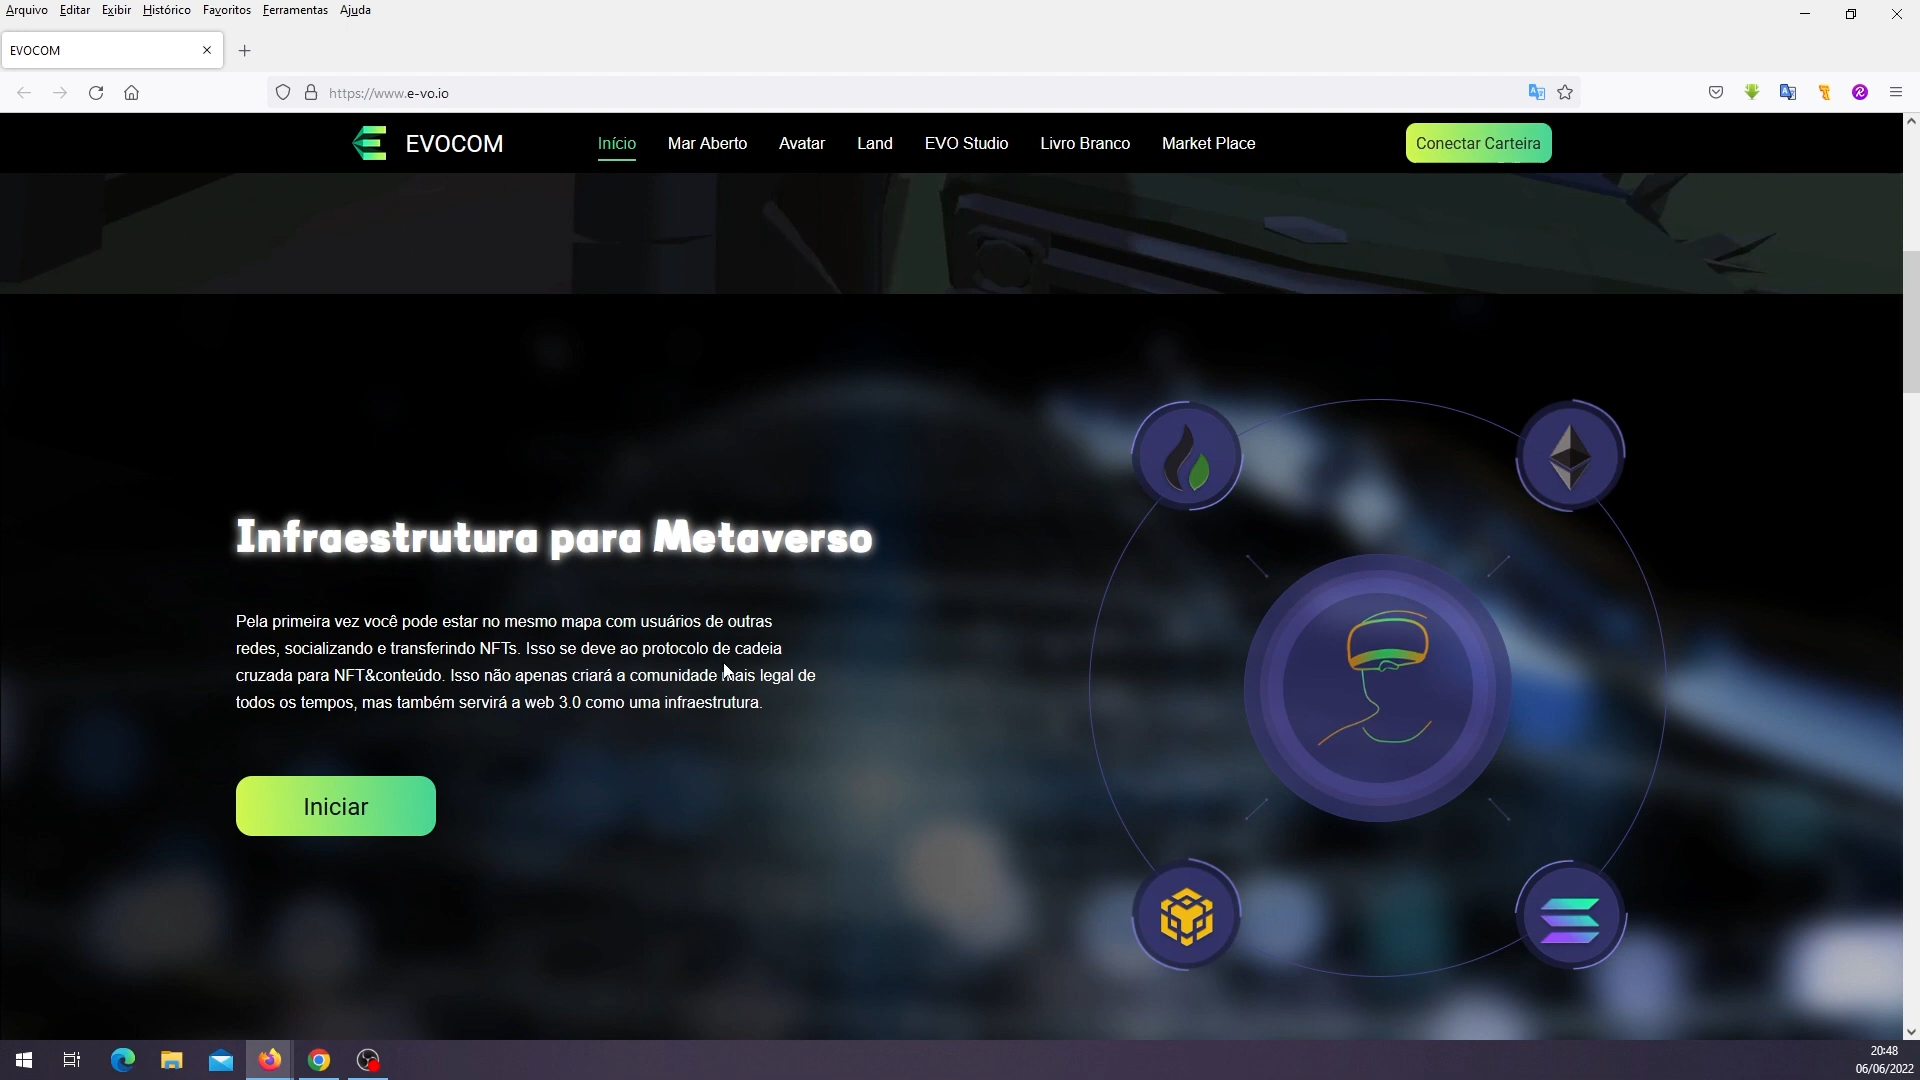 Arquivo Editar Exibir Histórico Favoritos Ferramentas Ajuda
EVOCOM
https://www.e-vo.io
EVOCOM Início Mar Aberto Avatar Land EVO Studio Livro Branco Market Place Conectar Carteira
Infraestrutura para Metaverso
Pela primeira vez você pode estar no mesmo mapa com usuários de outras
redes, socializando e transferindo NFTs. Isso se deve ao protocolo de cadeia
cruzada para NFT&conteúdo. Isso não apenas criará a comunidade mais legal de
todos os tempos, mas também servirá a web 3.0 como uma infraestrutura.
Iniciar
20:48
06/06/2022